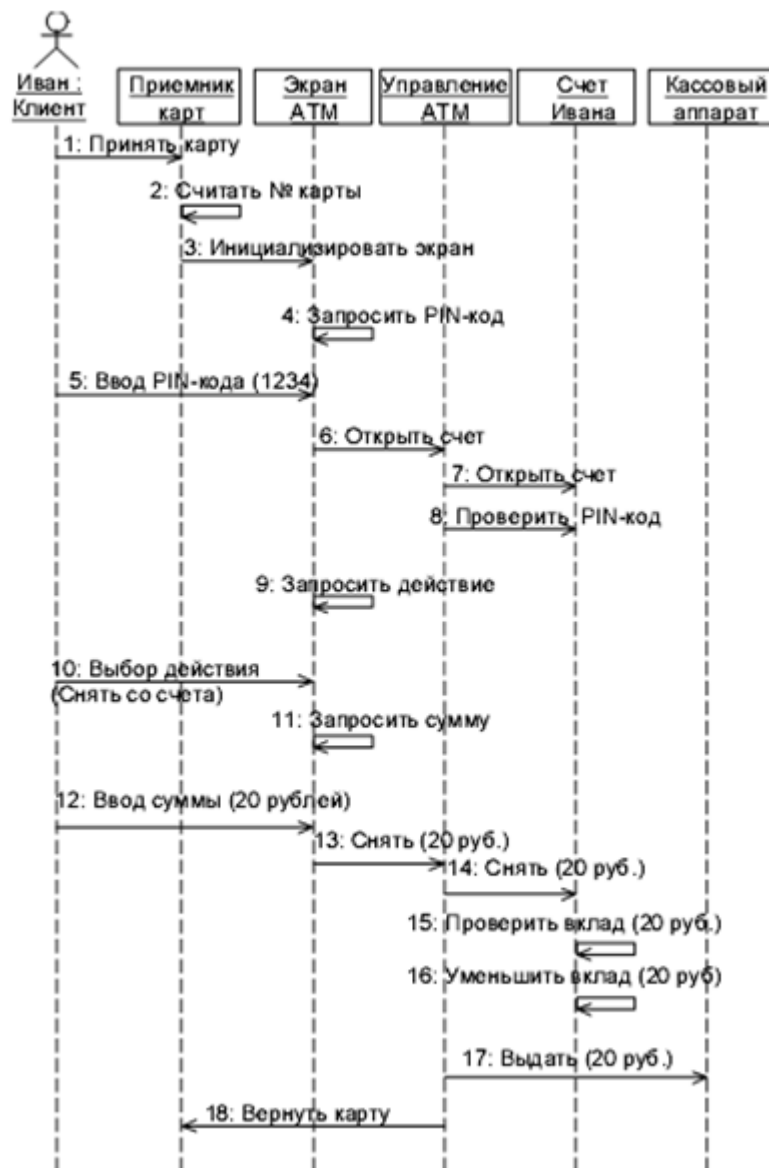 Иван :
Клиент
Приемник
карт
Экран
АТМ
Управление
АТМ
Счет
Ивана
Кассовый
аппарат
1: Принять карту
2: Считать № карты
3: Инициализировать экран
4: Запросить PIN-код
5: Ввод PIN-кода (1234)
6: Открыть счет
7: Открыть счет
8: Проверить PIN-код
9: Запросить действие
10: Выбор действия
(Снять со счета)
11: Запросить сумму
12: Ввод суммы (20 рублей)
13: Снять (20 руб.)
14: Снять (20 руб.)
15: Проверить вклад (20 руб.)
16: Уменьшить вклад (20 руб)
17: Выдать (20 руб.)
18: Вернуть карту